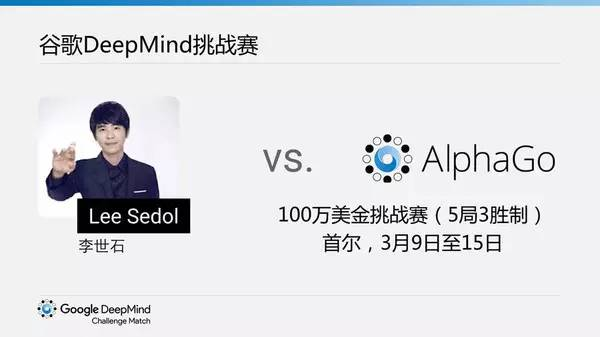 谷歌DeepMind挑战赛
Lee Sedol
李世石
vs.
AlphaGo
100万美金挑战赛（5局3胜制）
首尔，3月9日至15日
Google DeepMind
Challenge Match